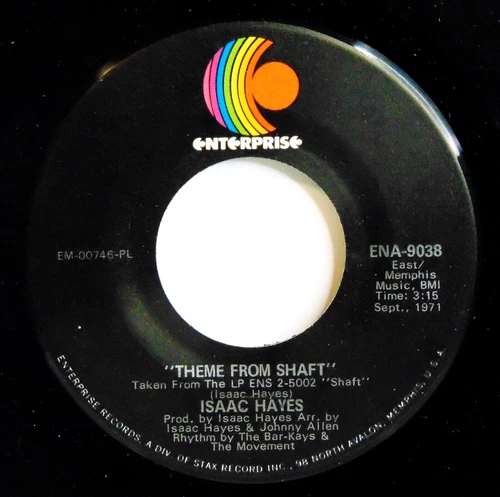 ENTERPRISE
EM-00746-PL
ENA-9038
East/
Memphis
Music, BMI
Time: 3:15
Sept., 1971
"THEME FROM SHAFT"
Taken From The LP ENS 2-5002 "Shaft"
(Isaac Hayes)
ISAAC HAYES
Prod. by Isaac Hayes Arr. by
Isaac Hayes & Johnny Allen
Rhythm by The Bar-Kays &
The Movement
ENTERPRISE RECORDS, A DIV. OF STAX RECORD INC., 98 NORTH AVALON, MEMPHIS, U.S.A.